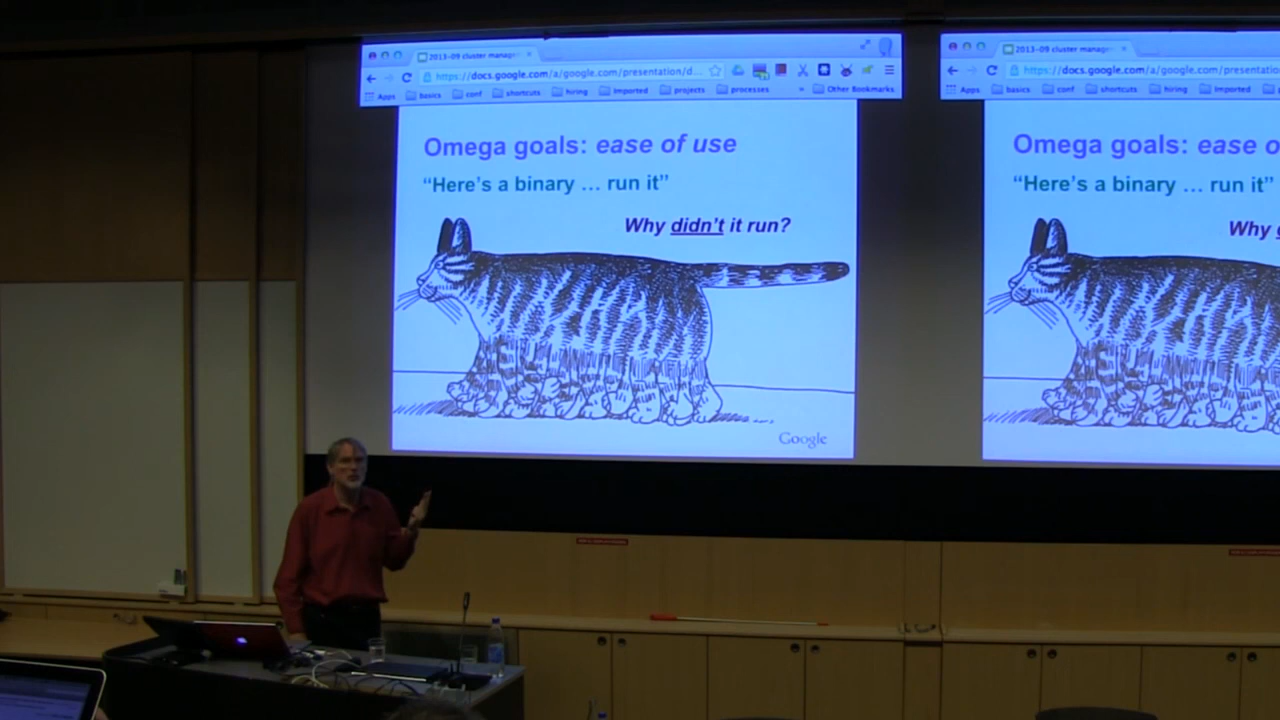 2013-09 cluster manage
https://docs.google.com/a/google.com/presentation/d...
Apps basics conf shortcuts hiring Imported projects processes » Other Bookmarks
Omega goals: ease of use
“Here’s a binary … run it”
Why didn’t it run?
Google
2013-09 cluster manage
https://docs.google.com/a/google.com/presentatio
Apps basics conf shortcuts hiring Imported
Omega goals: ease o
“Here’s a binary … run it”
Why